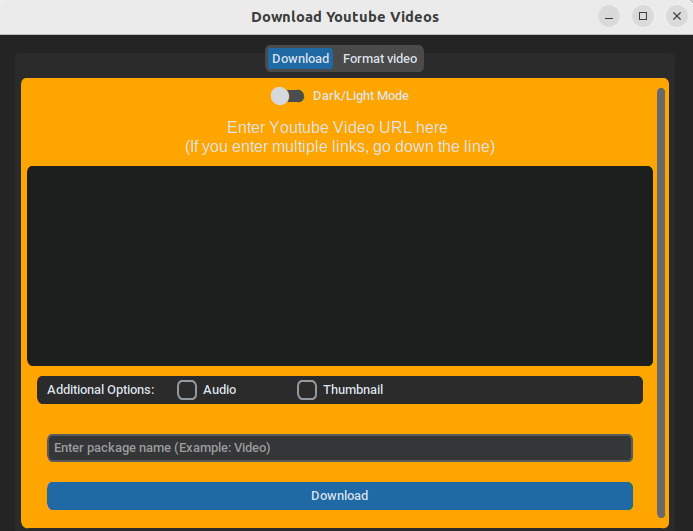 Download Youtube Videos
Download Format video
Dark/Light Mode
Enter Youtube Video URL here
(If you enter multiple links, go down the line)
Additional Options: Audio Thumbnail
Enter package name (Example: Video)
Download